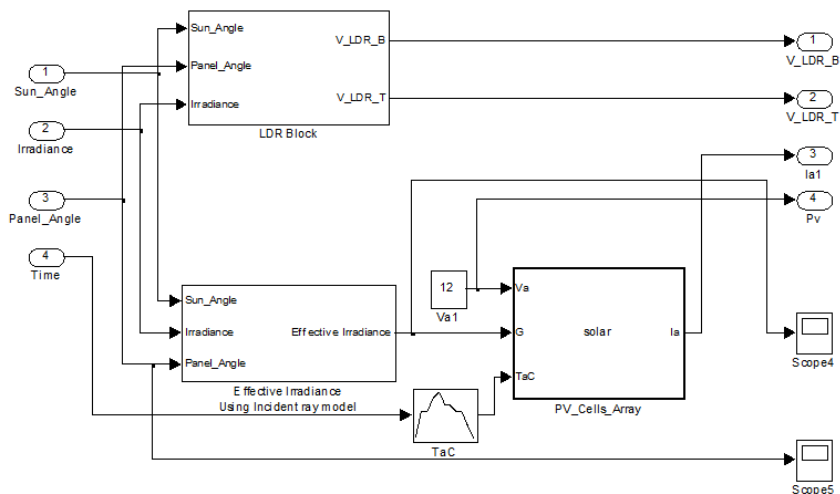 Sun_Angle
Panel_Angle
Irradiance
V_LDR_B
V_LDR_T
LDR Block
1
Sun_Angle
2
Irradiance
3
Panel_Angle
4
Time
1
V_LDR_B
2
V_LDR_T
3
Ia1
4
Pv
Sun_Angle
Irradiance
Panel_Angle
Effective Irradiance
Effective Irradiance
Using Incident ray model
12
Va1
Va
G
TaC
solar
Ia
PV_Cells_Array
TaC
Scope4
Scope5